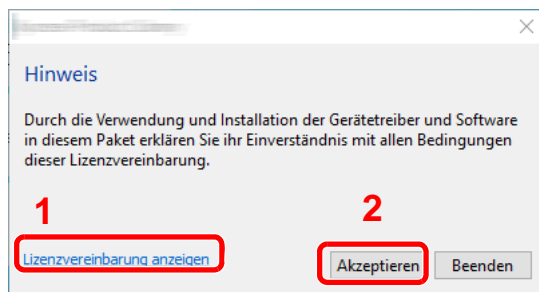 Hinweis
Durch die Verwendung und Installation der Gerätetreiber und Software
in diesem Paket erklären Sie ihr Einverständnis mit allen Bedingungen
dieser Lizenzvereinbarung.
1
2
Lizenzvereinbarung anzeigen
Akzeptieren
Beenden